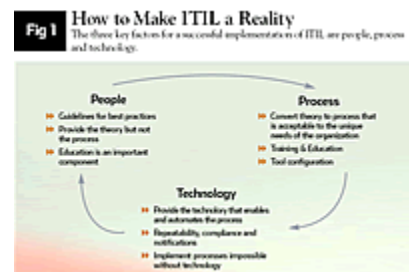 Fig 1
How to Make ITIL a Reality
The three key factors for a successful implementation of ITIL are people, process
and technology.
People
Guidelines for best practices
Provide the theory but not
the process
Education is an important
component
Process
Convert theory to process that
is acceptable to the unique
needs of the organization
Training & Education
Tool configuration
Technology
Provide the technology that enables
and automates the process
Repeatability, compliance and
notifications
Implement processes impossible
without technology